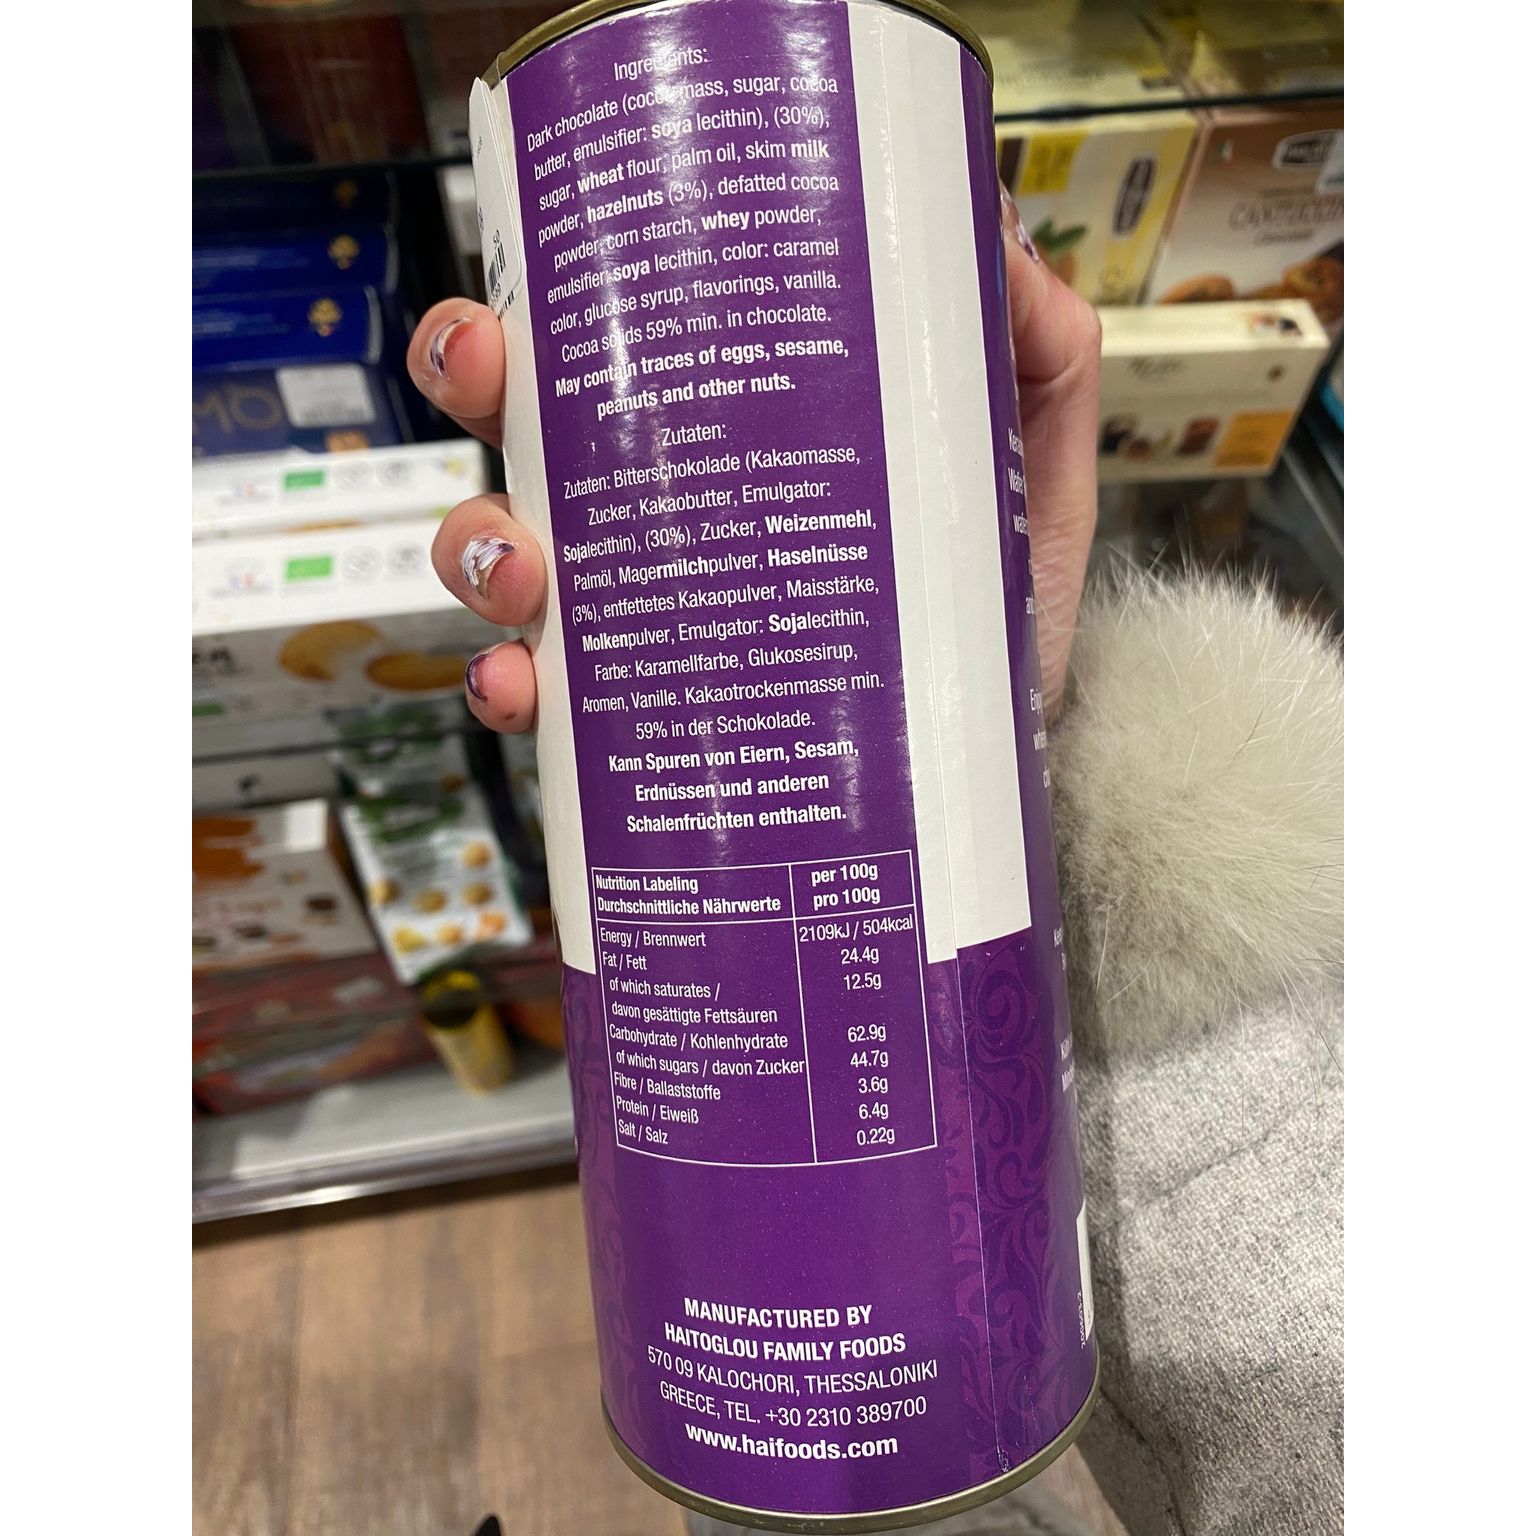 Ingredients:
Dark chocolate (cocoa mass, sugar, cocoa
butter, emulsifier: soya lecithin), (30%),
sugar, wheat flour, palm oil, skim milk
powder, hazelnuts (3%), defatted cocoa
powder, corn starch, whey powder,
emulsifier: soya lecithin, color: caramel
color, glucose syrup, flavorings, vanilla.
Cocoa solids 59% min. in chocolate.
May contain traces of eggs, sesame,
peanuts and other nuts.
Zutaten:
Zutaten: Bitterschokolade (Kakaomasse,
Zucker, Kakaobutter, Emulgator:
Sojalecithin), (30%), Zucker, Weizenmehl,
Palmöl, Magermilchpulver, Haselnüsse
(3%), entfettetes Kakaopulver, Maisstärke,
Molkenpulver, Emulgator: Sojalecithin,
Farbe: Karamellfarbe, Glukosesirup,
Aromen, Vanille. Kakaotrockenmasse min.
59% in der Schokolade.
Kann Spuren von Eiern, Sesam,
Erdnüssen und anderen
Schalenfrüchten enthalten.
Nutrition Labeling per 100g
Durchschnittliche Nährwerte pro 100g
Energy / Brennwert 2109kJ / 504kcal
Fat / Fett 24.4g
of which saturates / 12.5g
davon gesättigte Fettsäuren
Carbohydrate / Kohlenhydrate 62.9g
of which sugars / davon Zucker 44.7g
Fibre / Ballaststoffe 3.6g
Protein / Eiweiß 6.4g
Salt / Salz 0.22g
MANUFACTURED BY
HAITOGLOU FAMILY FOODS
570 09 KALOCHORI, THESSALONIKI
GREECE, TEL. +30 2310 389700
www.haifoods.com